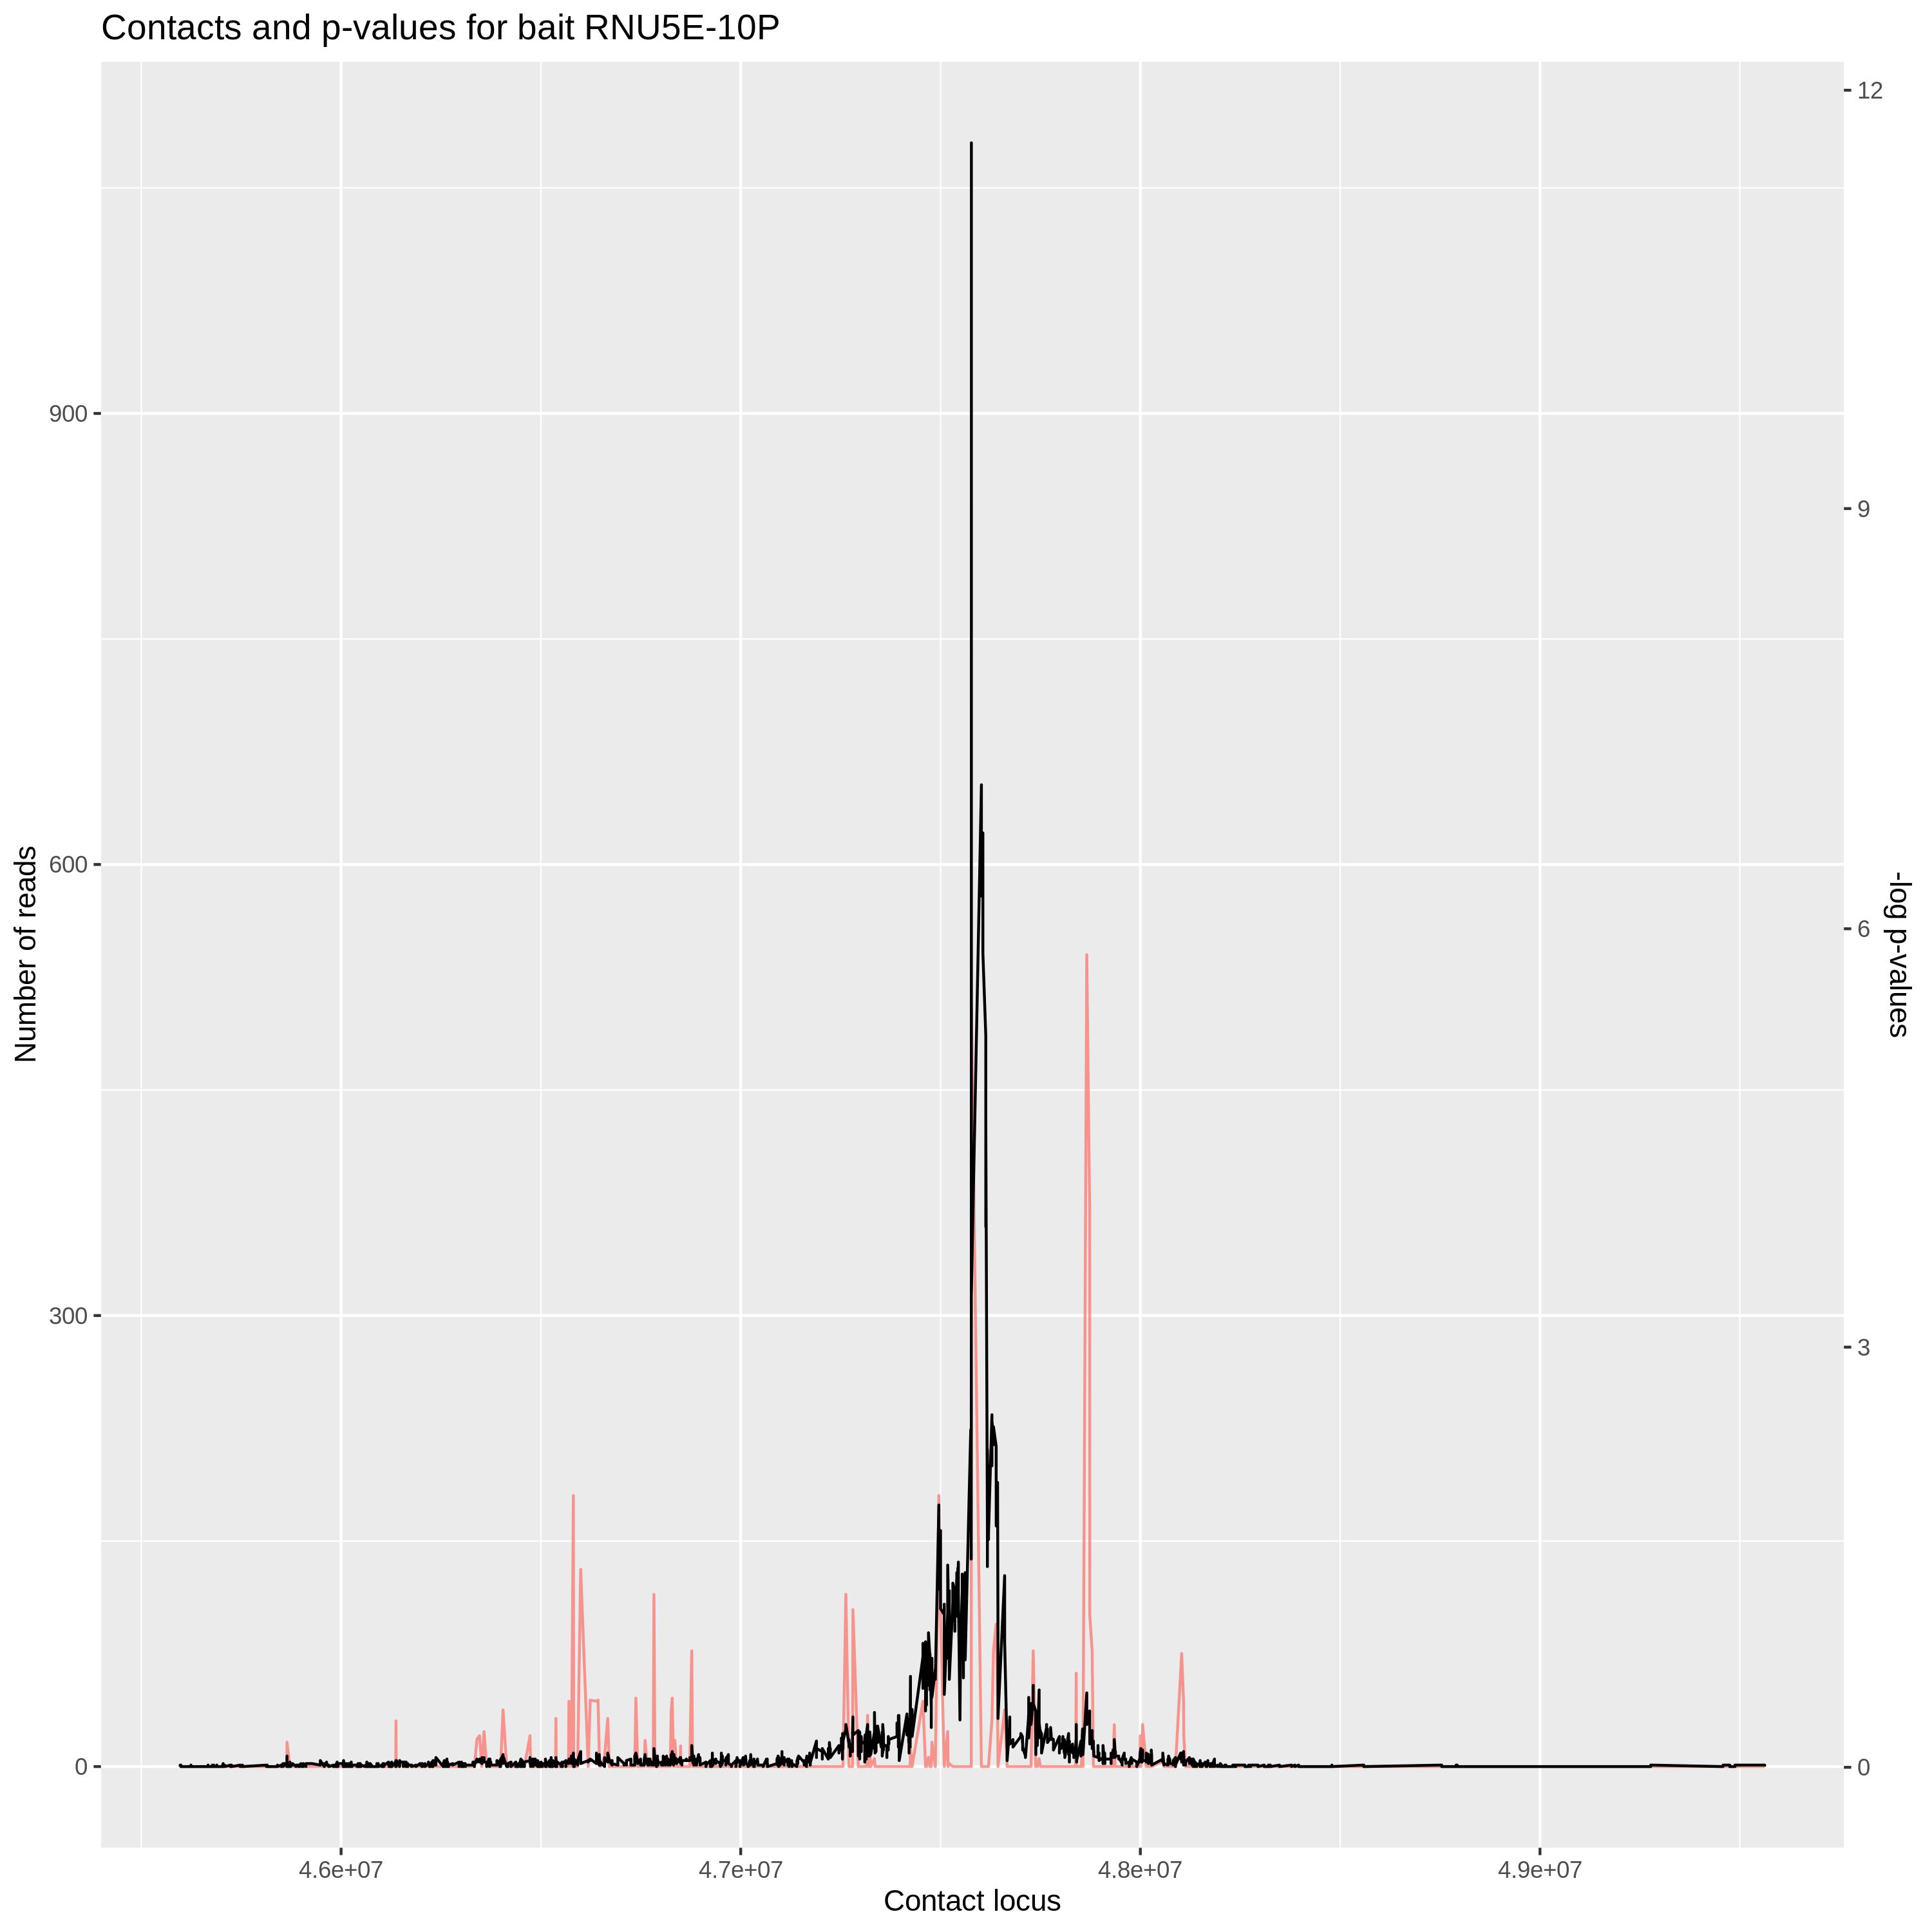 Contacts and p-values for bait RNU5E-10P
12
900
9
600
6
Number of reads
-log p-values
300
3
0
0
4.6e+07
4.7e+07
4.8e+07
4.9e+07
Contact locus